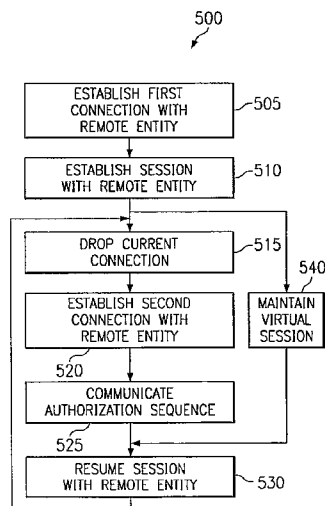 500
ESTABLISH FIRST
CONNECTION WITH
REMOTE ENTITY
505
ESTABLISH SESSION
WITH REMOTE ENTITY
510
DROP CURRENT
CONNECTION
515
540
ESTABLISH SECOND
CONNECTION WITH
REMOTE ENTITY
520
MAINTAIN
VIRTUAL
SESSION
COMMUNICATE
AUTHORIZATION SEQUENCE
525
RESUME SESSION
WITH REMOTE ENTITY
530